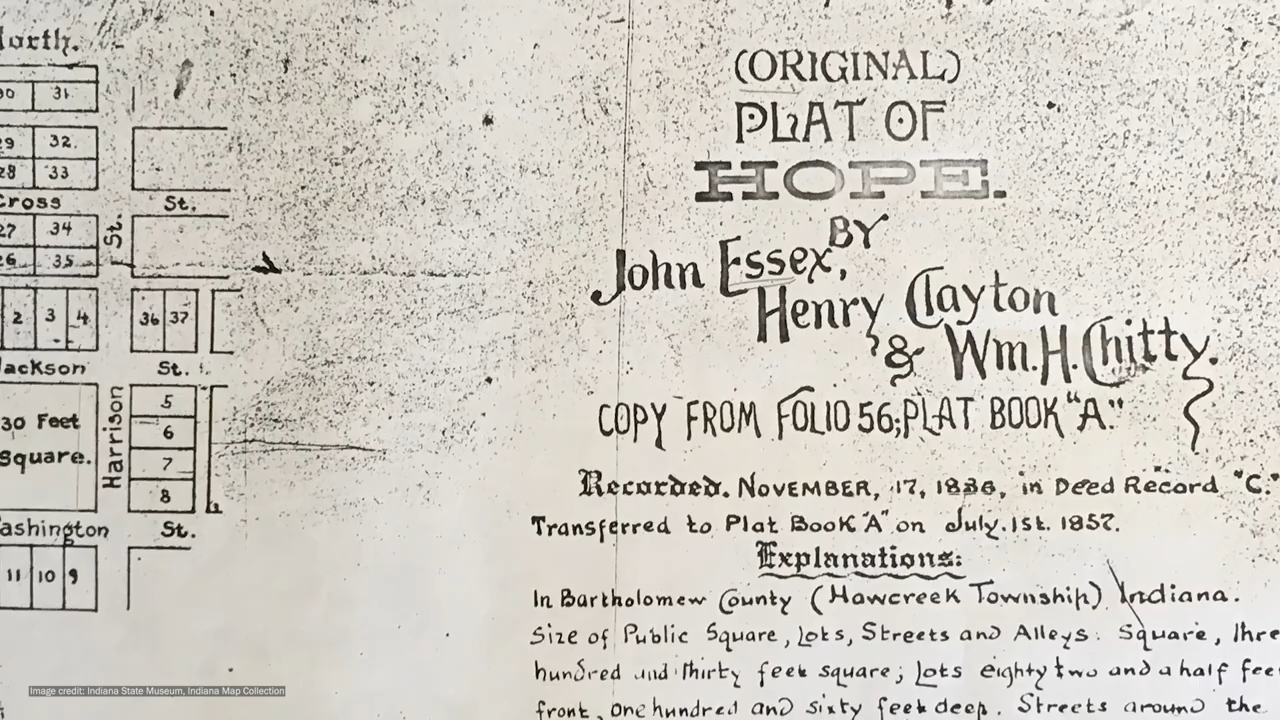 North.
30 31
29 32.
28 33
Cross St.
27 34
26 35
St.
2 3 4 36 37
Jackson St.
30 Feet
Square.
Harrison
5
6
7
8
Washington St.
11 10 9
(ORIGINAL)
PLAT OF
HOPE.
BY
John Essex,
Henry Clayton
& Wm. H. Chitty.
COPY FROM FOLIO 56; PLAT BOOK "A."
Recorded. NOVEMBER, 17, 1836, in Deed Record "C."
Transferred to Plat Book "A" on July. 1st. 1857.
Explanations:
In Bartholomew County (Hawcreek Township) Indiana.
Size of Public Square, Lots, Streets and Alleys: Square, Thre
hundred and thirty feet square; Lots eighty two and a half fee
front, one hundred and sixty feet deep. Streets around the
Image credit: Indiana State Museum, Indiana Map Collection